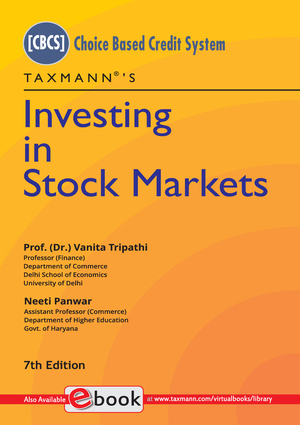 [CBCS] Choice Based Credit System
TAXMANN®'S
Investing
in
Stock Markets
Prof. (Dr.) Vanita Tripathi
Professor (Finance)
Department of Commerce
Delhi School of Economics
University of Delhi
Neeti Panwar
Assistant Professor (Commerce)
Department of Higher Education
Govt. of Haryana
7th Edition
Also Available ebook at www.taxmann.com/virtualbooks/library